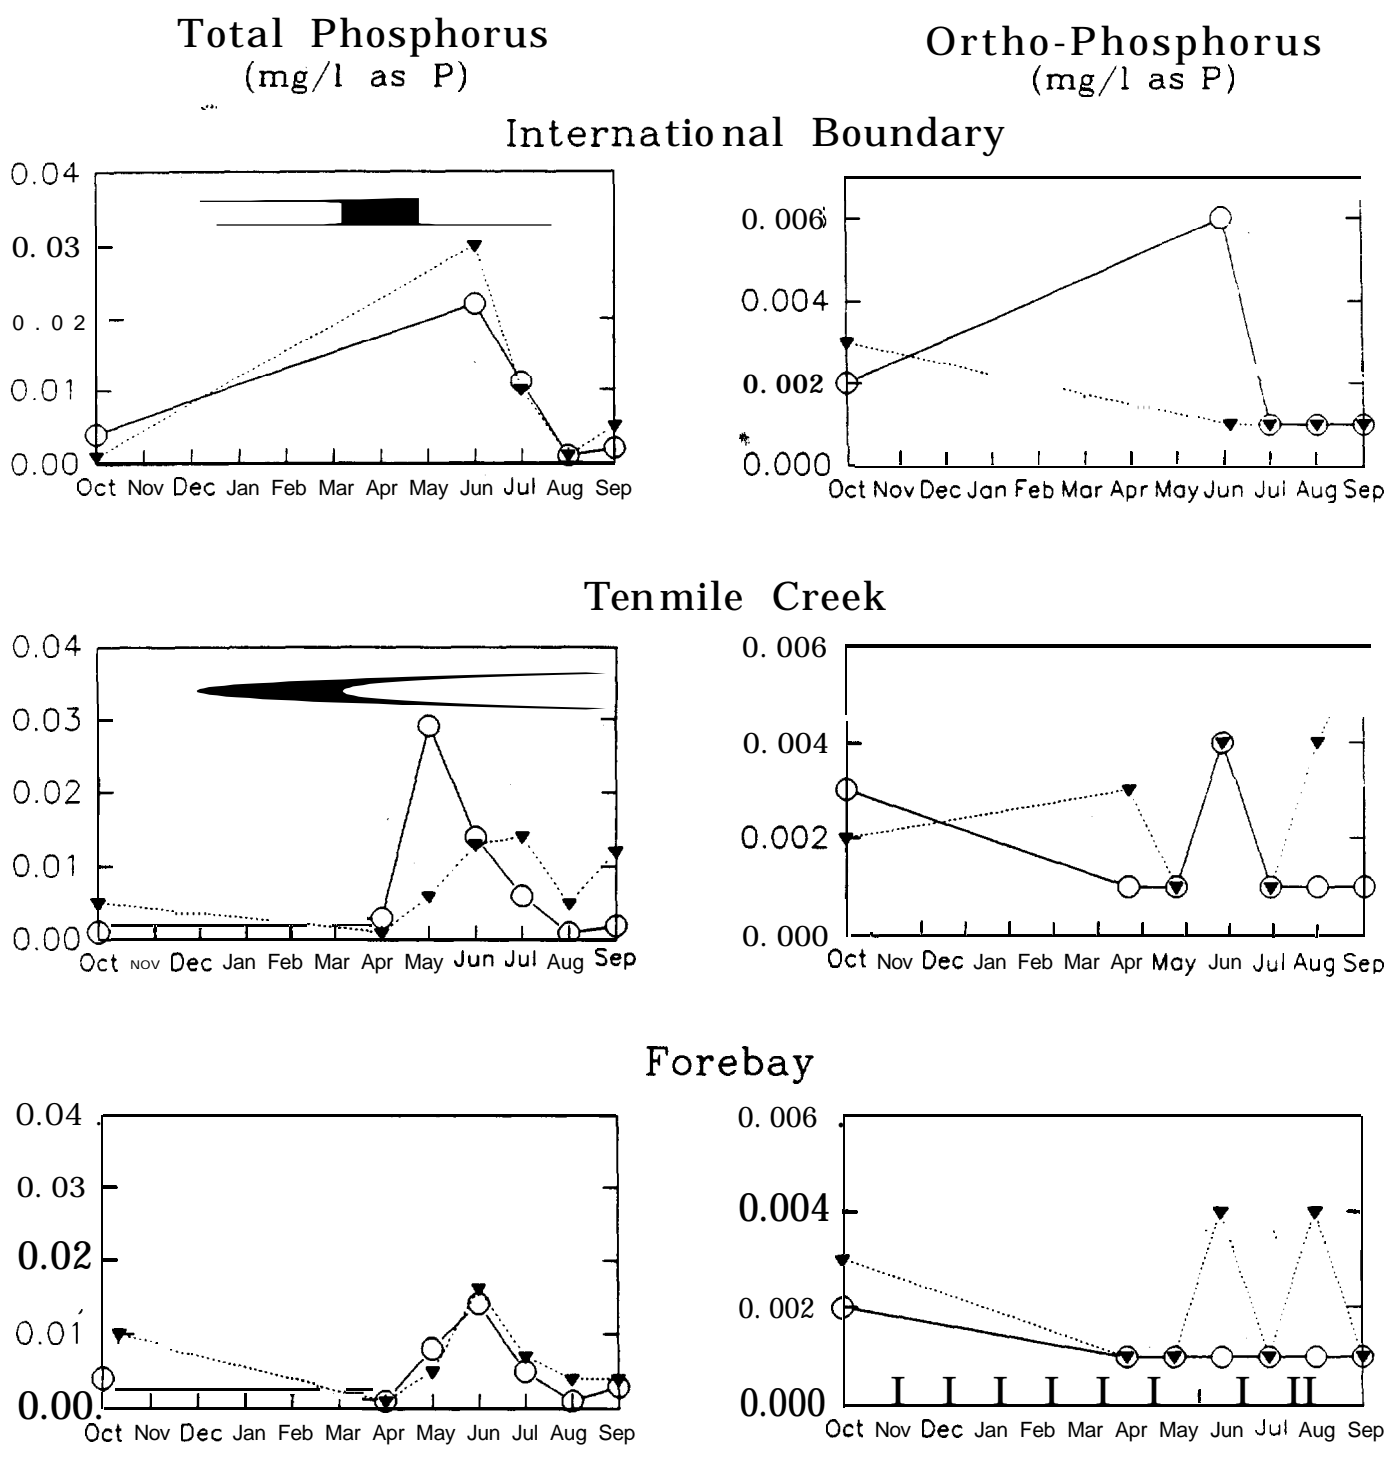 Total Phosphorus
(mg/l as P)
Ortho-Phosphorus
(mg/l as P)
International Boundary
0.04
0.03
0.02
0.01
0.00
Oct Nov Dec Jan Feb Mar Apr May Jun Jul Aug Sep
0.006
0.004
0.002
0.000
Oct Nov Dec Jan Feb Mar Apr May Jun Jul Aug Sep
Tenmile Creek
0.04
0.03
0.02
0.01
0.00
Oct NOV Dec Jan Feb Mar Apr May Jun Jul Aug Sep
0.006
0.004
0.002
0.000
Oct Nov Dec Jan Feb Mar Apr May Jun Jul Aug Sep
Forebay
0.04
0.03
0.02
0.01
0.00
Oct Nov Dec Jan Feb Mar Apr May Jun Jul Aug Sep
0.006
0.004
0.002
0.000
Oct Nov Dec Jan Feb Mar Apr May Jun Jul Aug Sep